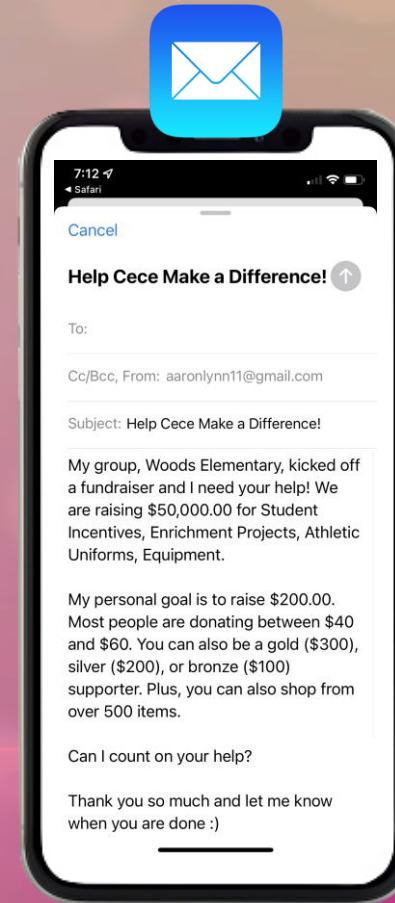 7:12
◀ Safari
Cancel
Help Cece Make a Difference!
To:
Cc/Bcc, From: aaronlynn11@gmail.com
Subject: Help Cece Make a Difference!
My group, Woods Elementary, kicked off
a fundraiser and I need your help! We
are raising $50,000.00 for Student
Incentives, Enrichment Projects, Athletic
Uniforms, Equipment.
My personal goal is to raise $200.00.
Most people are donating between $40
and $60. You can also be a gold ($300),
silver ($200), or bronze ($100)
supporter. Plus, you can also shop from
over 500 items.
Can I count on your help?
Thank you so much and let me know
when you are done :)